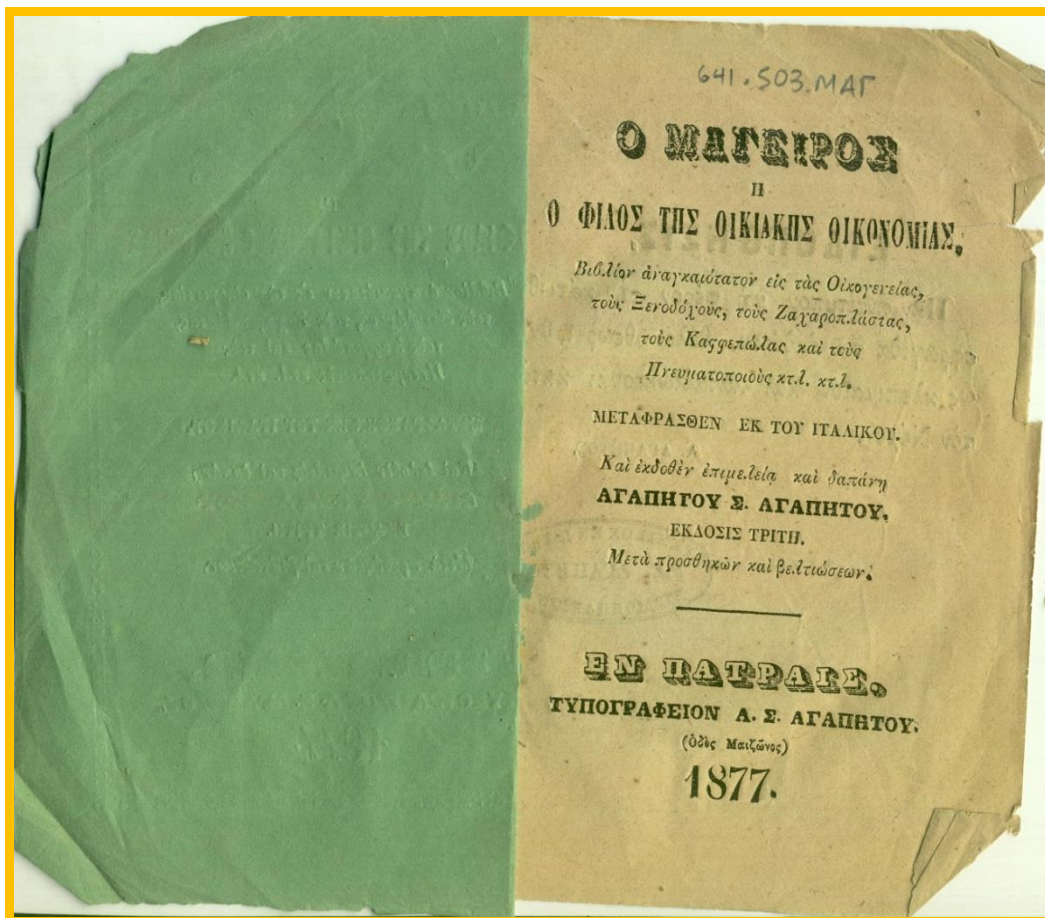 641.503.ΜΑΓ
Ο ΜΑΓΕΙΡΟΣ
Η
Ο ΦΙΛΟΣ ΤΗΣ ΟΙΚΙΑΚΗΣ ΟΙΚΟΝΟΜΙΑΣ,
Βιβλίον ἀναγκαιότατον εἰς τὰς Οἰκογενείας,
τοὺς Ξενοδόχους, τοὺς Ζαχαροπλάστας,
τοὺς Καφφεπώλας καὶ τοὺς
Πνευματοποιοὺς κτλ. κτλ.
ΜΕΤΑΦΡΑΣΘΕΝ ΕΚ ΤΟΥ ΙΤΑΛΙΚΟΥ.
Καὶ ἐκδοθὲν ἐπιμελείᾳ καὶ δαπάνῃ
ΑΓΑΠΗΤΟΥ Σ. ΑΓΑΠΗΤΟΥ.
ΕΚΔΟΣΙΣ ΤΡΙΤΗ.
Μετὰ προσθηκῶν καὶ βελτιώσεων.
ΕΝ ΠΑΤΡΑΙΣ.
ΤΥΠΟΓΡΑΦΕΙΟΝ Α. Σ. ΑΓΑΠΗΤΟΥ.
(Ὁδὸς Μαιζῶνος)
1877.